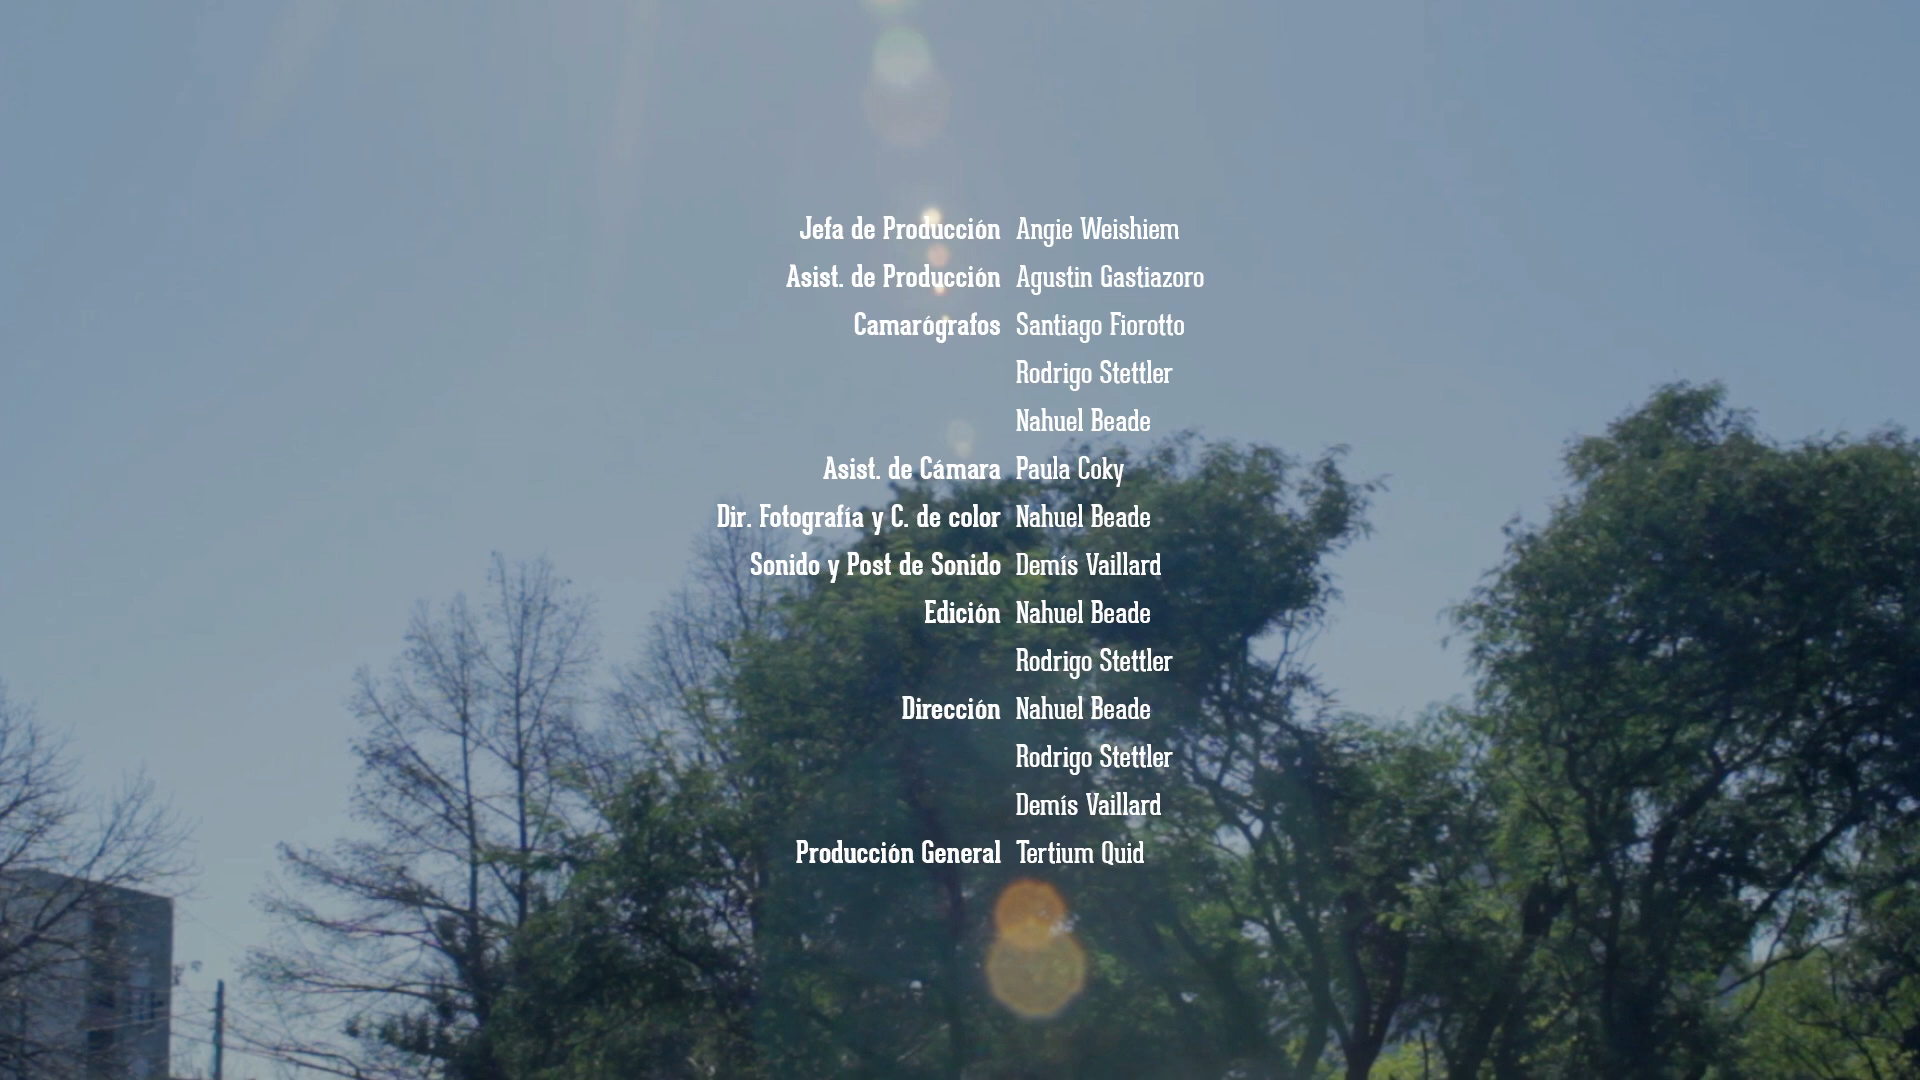 Jefa de Producción Angie Weishiem
Asist. de Producción Agustin Gastiazoro
Camarógrafos Santiago Fiorotto
Rodrigo Stettler
Nahuel Beade
Asist. de Cámara Paula Coky
Dir. Fotografía y C. de color Nahuel Beade
Sonido y Post de Sonido Demís Vaillard
Edición Nahuel Beade
Rodrigo Stettler
Dirección Nahuel Beade
Rodrigo Stettler
Demís Vaillard
Producción General Tertium Quid